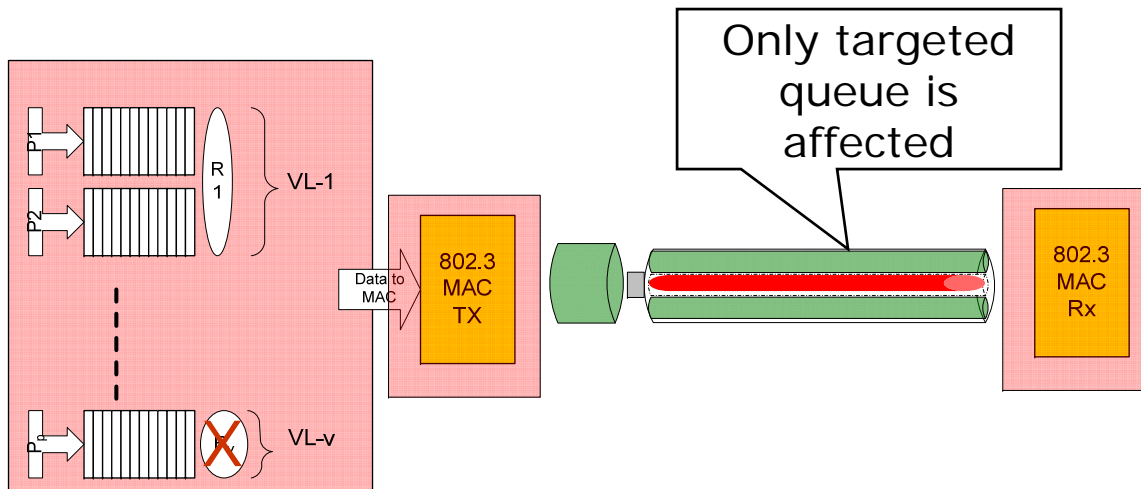 Only targeted
queue is
affected
P1
R
1
VL-1
P2
Data to
MAC
802.3
MAC
TX
802.3
MAC
Rx
Pp
VL-v